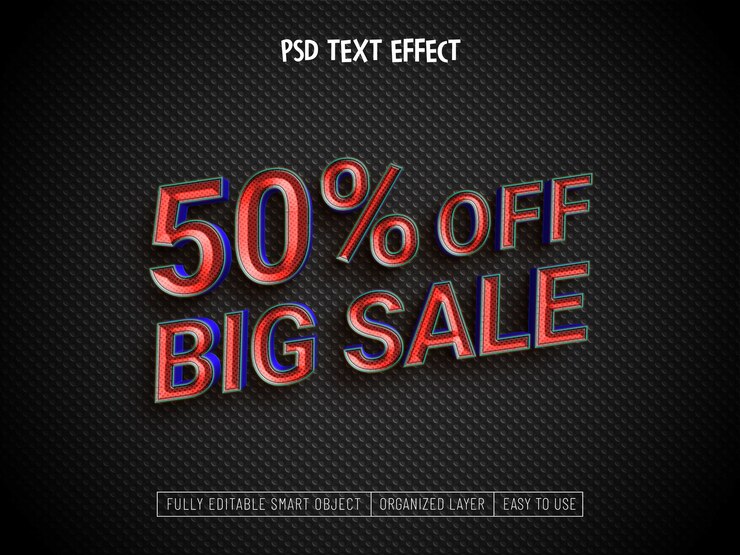 PSD TEXT EFFECT
50% OFF
BIG SALE
FULLY EDITABLE SMART OBJECT ORGANIZED LAYER EASY TO USE